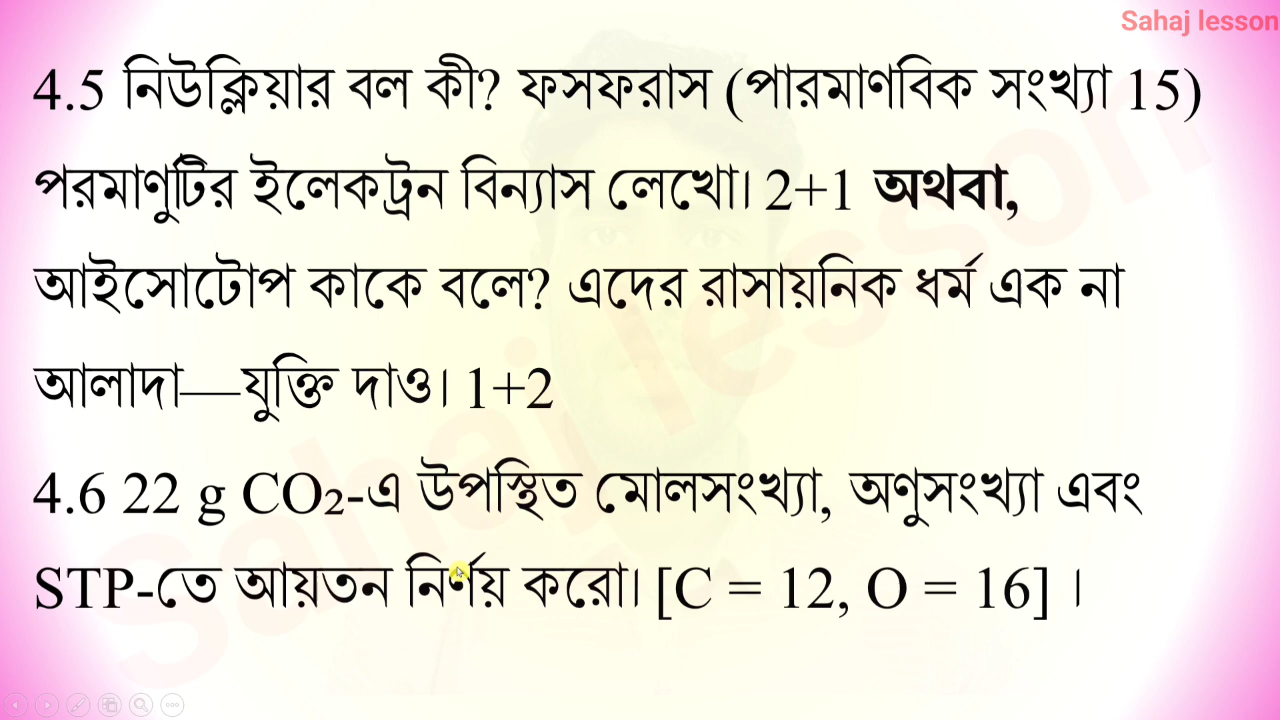 Sahaj lesson
4.5 নিউক্লিয়ার বল কী? ফসফরাস (পারমাণবিক সংখ্যা 15)
পরমাণুটির ইলেকট্রন বিন্যাস লেখো। 2+1 অথবা,
আইসোটোপ কাকে বলে? এদের রাসায়নিক ধর্ম এক না
আলাদা—যুক্তি দাও। 1+2
4.6 22 g CO₂-এ উপস্থিত মোলসংখ্যা, অণুসংখ্যা এবং
STP-তে আয়তন নির্ণয় করো। [C = 12, O = 16] ।
Sahaj lesson